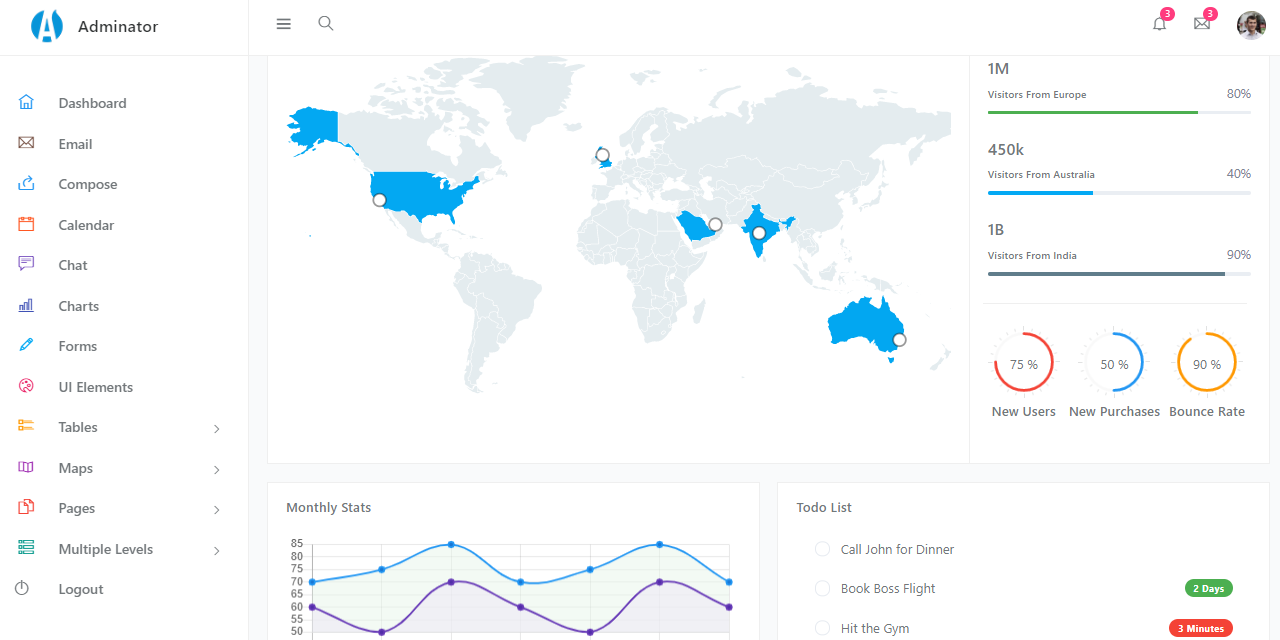 Adminator
3
3
Dashboard
Email
Compose
Calendar
Chat
Charts
Forms
UI Elements
Tables
Maps
Pages
Multiple Levels
Logout
1M
Visitors From Europe 80%
450k
Visitors From Australia 40%
1B
Visitors From India 90%
75 % 50 % 90 %
New Users New Purchases Bounce Rate
Monthly Stats
85
80
75
70
65
60
55
50
Todo List
Call John for Dinner
Book Boss Flight 2 Days
Hit the Gym 3 Minutes